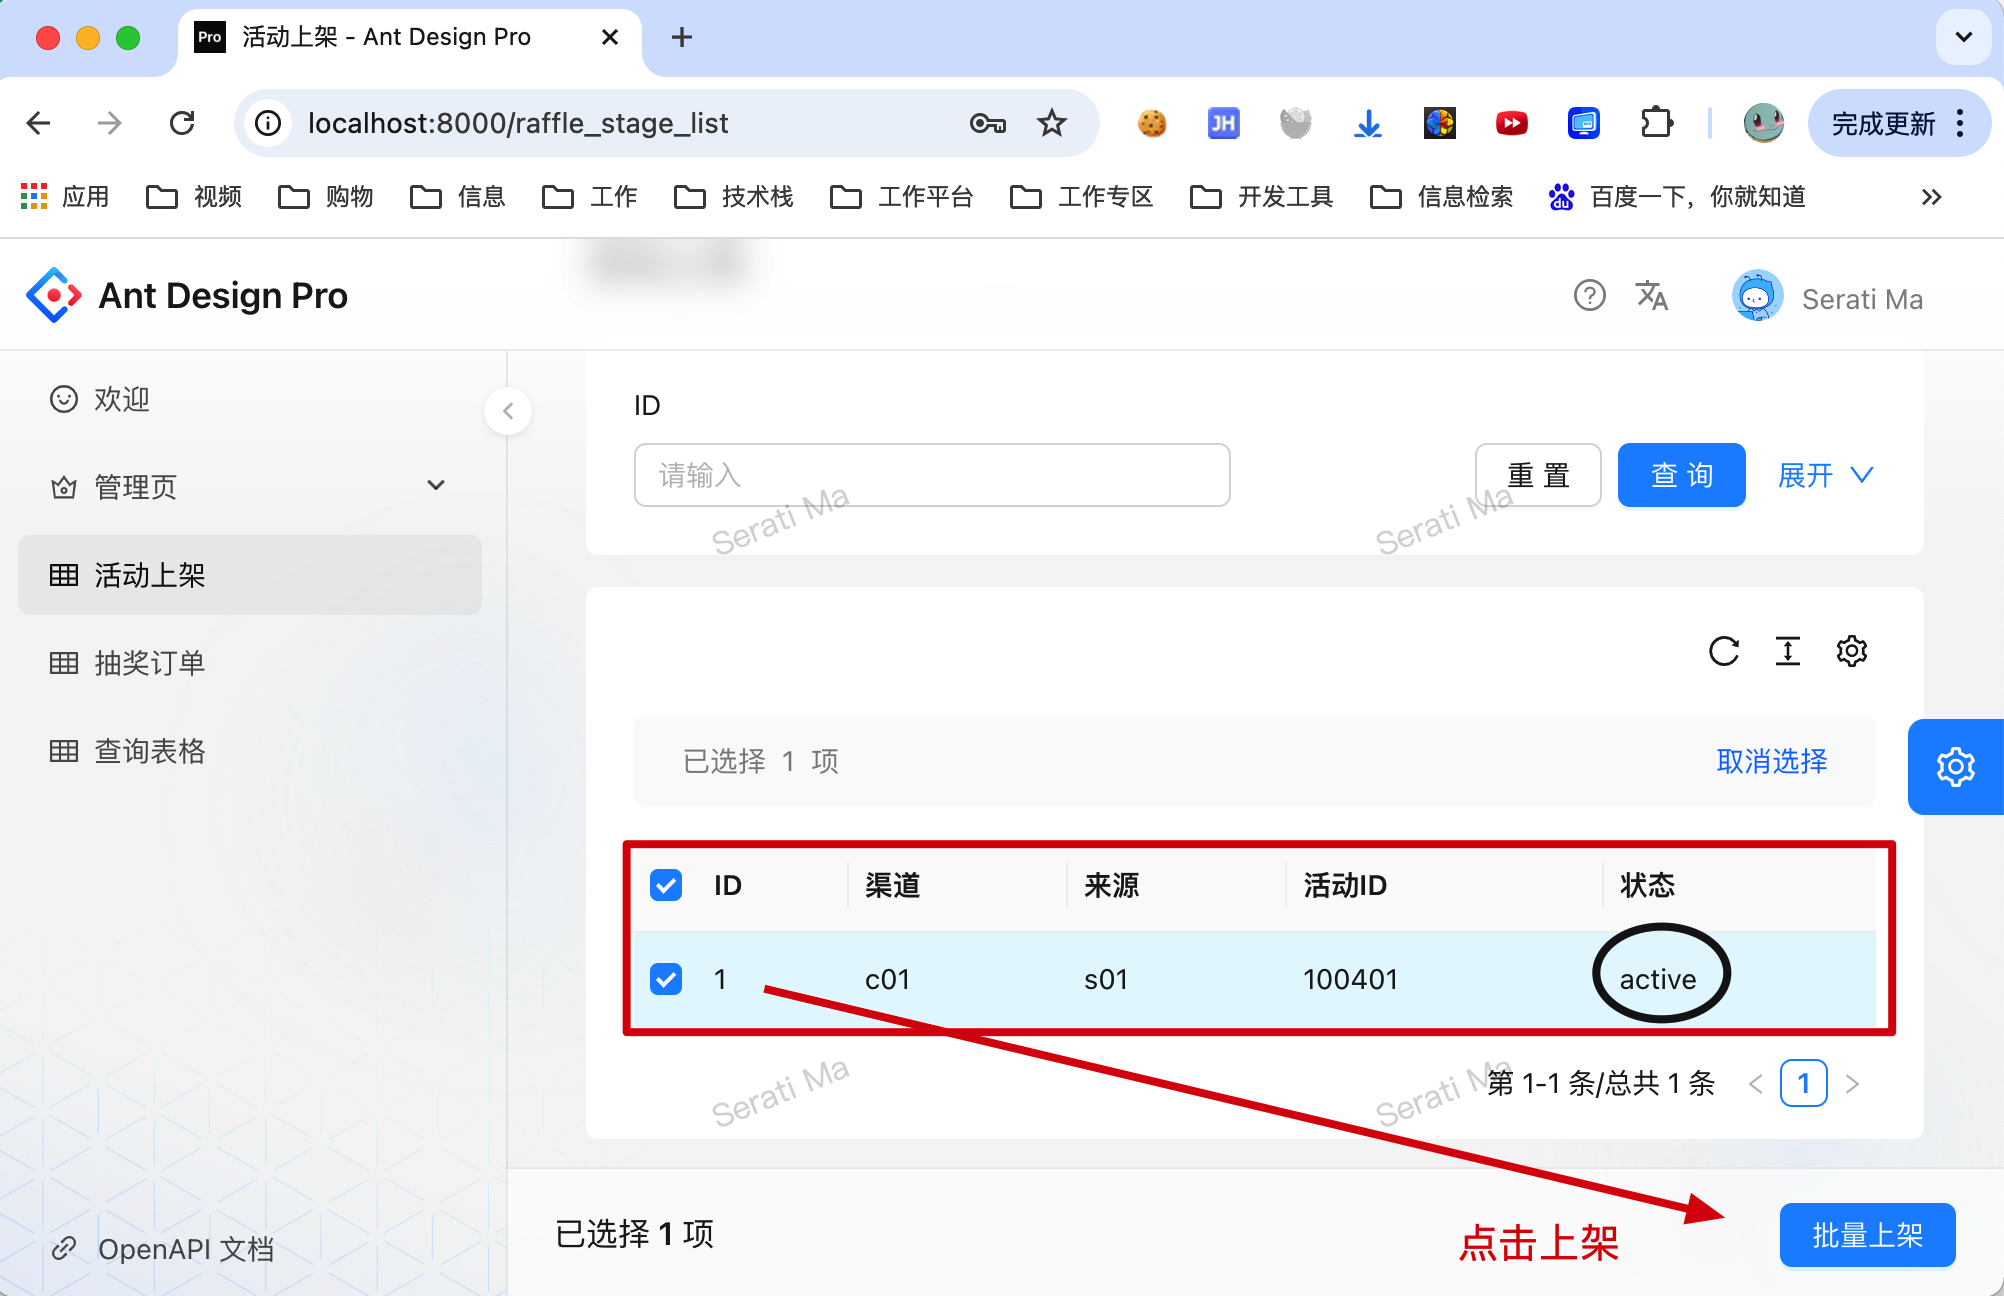 Pro 活动上架 - Ant Design Pro
localhost:8000/raffle_stage_list
JH
完成更新
应用 视频 购物 信息 工作 技术栈 工作平台 工作专区 开发工具 信息检索 du 百度一下，你就知道
Ant Design Pro
Serati Ma
欢迎
管理页
活动上架
抽奖订单
查询表格
OpenAPI 文档
ID
请输入
重 置 查 询 展开
Serati Ma Serati Ma
已选择 1 项 取消选择
ID 渠道 来源 活动ID 状态
1 c01 s01 100401 active
Serati Ma Serati Ma
第 1-1 条/总共 1 条 1
已选择 1 项
点击上架
批量上架